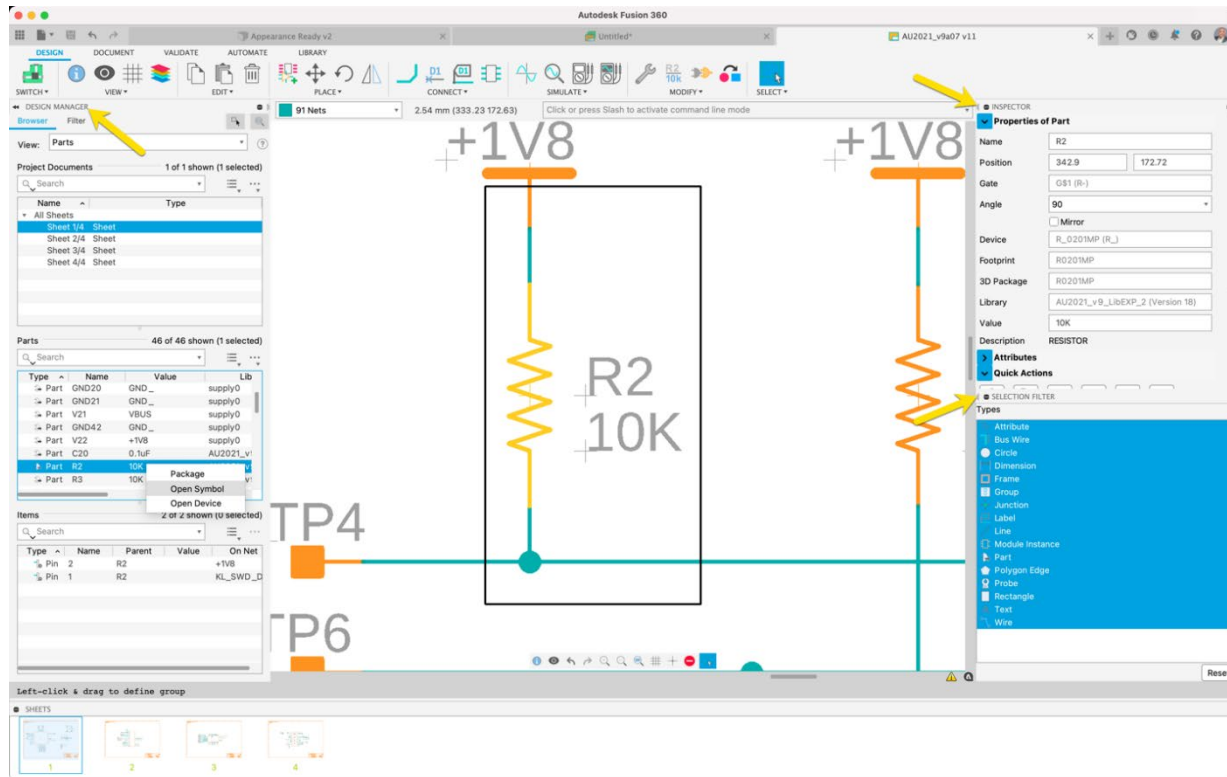 Autodesk Fusion 360
Appearance Ready v2
Untitled*
AU2021_v9a07 v11
DESIGN DOCUMENT VALIDATE AUTOMATE LIBRARY
SWITCH VIEW EDIT PLACE CONNECT SIMULATE MODIFY SELECT
DESIGN MANAGER
Browser Filter
View: Parts
91 Nets
2.54 mm (333.23 172.63)
Click or press Slash to activate command line mode
Project Documents 1 of 1 shown (1 selected)
Search
Name Type
All Sheets
Sheet 1/4 Sheet
Sheet 2/4 Sheet
Sheet 3/4 Sheet
Sheet 4/4 Sheet
Parts 46 of 46 shown (1 selected)
Search
Type Name Value Lib
Part GND20 GND_ supply0
Part GND21 GND_ supply0
Part V21 VBUS supply0
Part GND42 GND_ supply0
Part V22 +1V8 supply0
Part C20 0.1uF AU2021_v
Part R2 10K
Part R3 10K
Package
Open Symbol
Open Device
Items 2 of 2 shown (0 selected)
Search
Type Name Parent Value On Net
Pin 2 R2 +1V8
Pin 1 R2 KL_SWD_D
+1V8
+1V8
R2
10K
TP4
TP6
INSPECTOR
Properties of Part
Name R2
Position 342.9 172.72
Gate G$1 (R-)
Angle 90
Mirror
Device R_0201MP (R_)
Footprint R0201MP
3D Package R0201MP
Library AU2021_v9_LibEXP_2 (Version 18)
Value 10K
Description RESISTOR
Attributes
Quick Actions
SELECTION FILTER
Types
Attribute
Bus Wire
Circle
Dimension
Frame
Group
Junction
Label
Line
Module Instance
Part
Polygon Edge
Probe
Rectangle
Text
Wire
Rese
Left-click & drag to define group
SHEETS
1 2 3 4